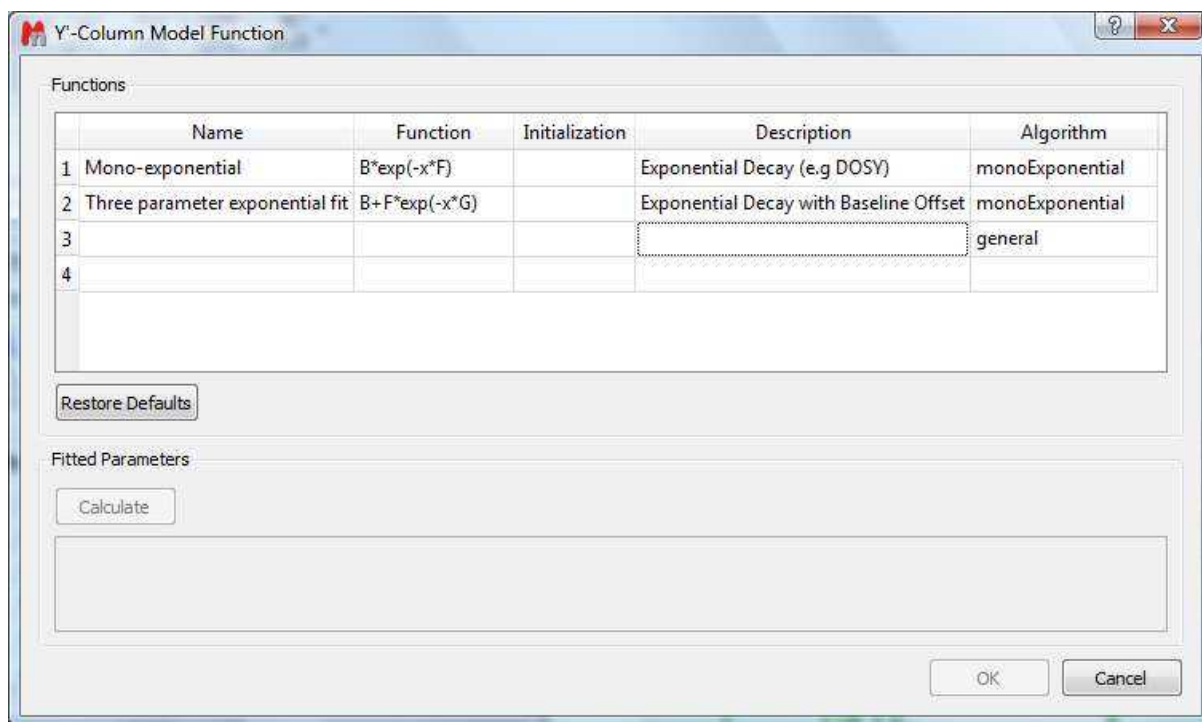 Y'-Column Model Function
Functions
Name Function Initialization Description Algorithm
1 Mono-exponential B*exp(-x*F) Exponential Decay (e.g DOSY) monoExponential
2 Three parameter exponential fit B+F*exp(-x*G) Exponential Decay with Baseline Offset monoExponential
3 general
4
Restore Defaults
Fitted Parameters
Calculate
OK Cancel